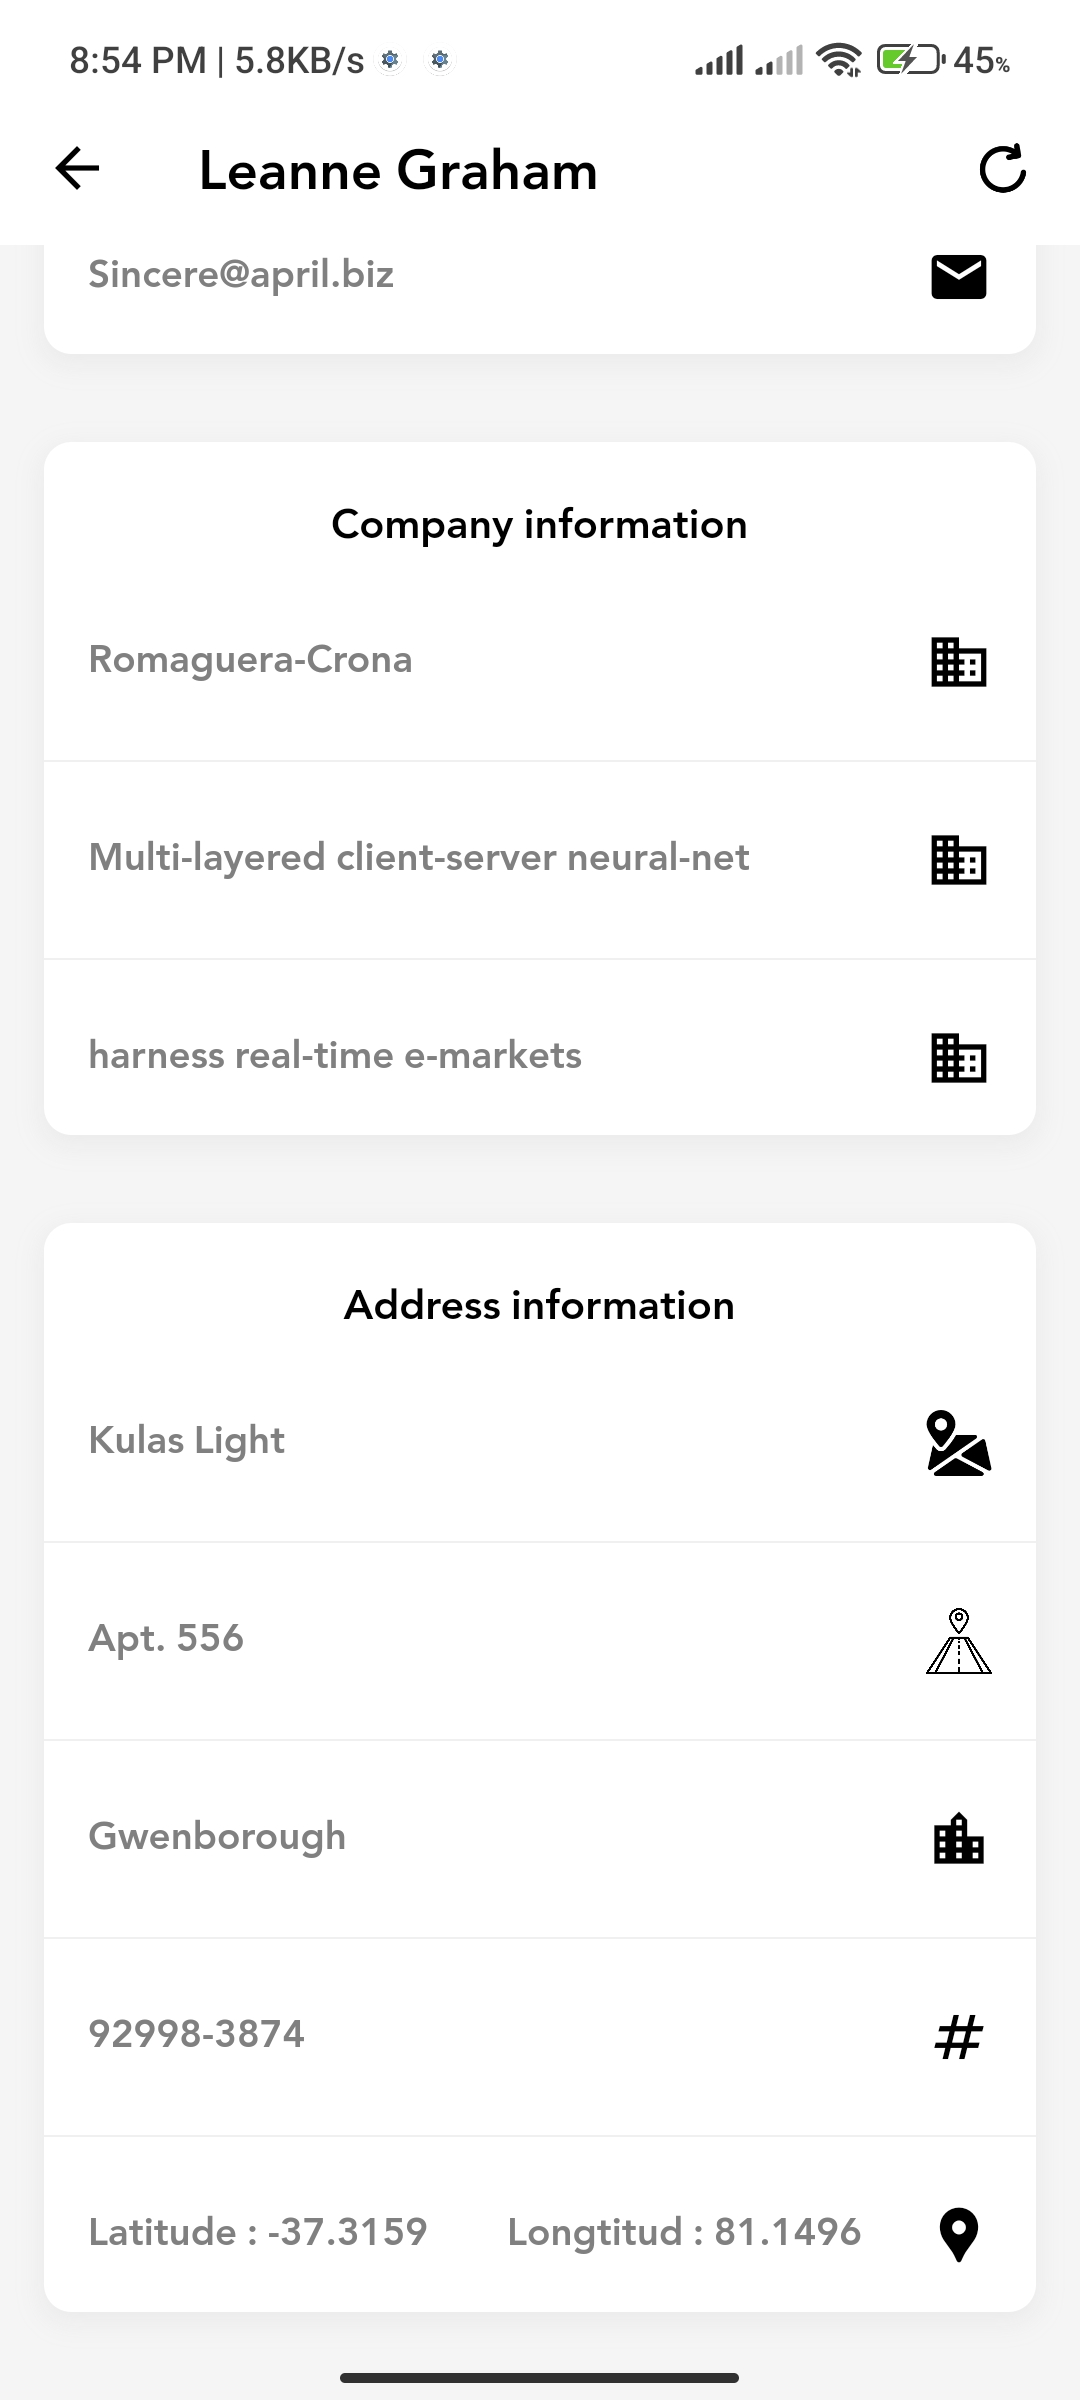 8:54 PM | 5.8KB/s 45%
Leanne Graham
Sincere@april.biz
Company information
Romaguera-Crona
Multi-layered client-server neural-net
harness real-time e-markets
Address information
Kulas Light
Apt. 556
Gwenborough
92998-3874
#
Latitude : -37.3159 Longtitud : 81.1496